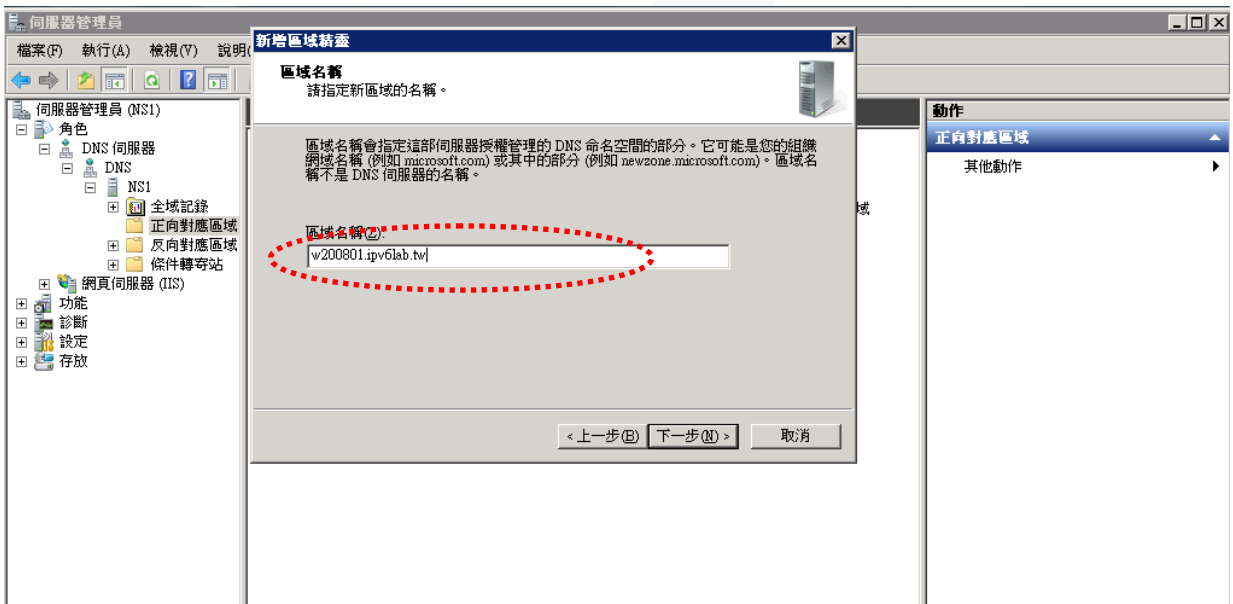 伺服器管理員
檔案(F) 執行(A) 檢視(V) 說明(
伺服器管理員 (NS1)
角色
DNS 伺服器
DNS
NS1
全域記錄
正向對應區域
反向對應區域
條件轉寄站
網頁伺服器 (IIS)
功能
診斷
設定
存放
新增區域精靈
區域名稱
請指定新區域的名稱。
區域名稱會指定這部伺服器授權管理的 DNS 命名空間的部分。它可能是您的組織
網域名稱 (例如 microsoft.com) 或其中的部分 (例如 newzone.microsoft.com)。區域名
稱不是 DNS 伺服器的名稱。
區域名稱(Z):
w200801.ipv6lab.tw
<上一步(B) 下一步(N)> 取消
域
動作
正向對應區域
其他動作